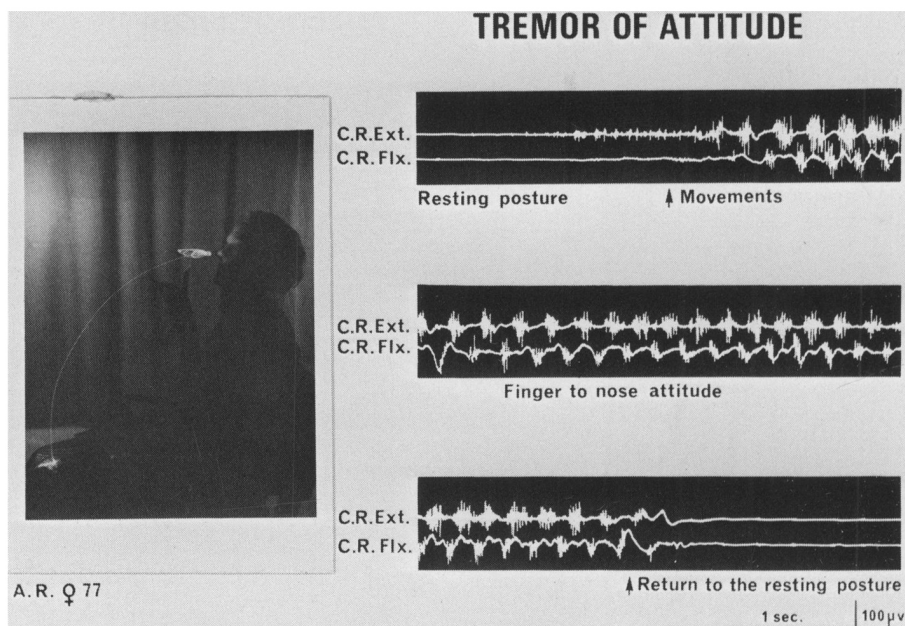 TREMOR OF ATTITUDE
C.R.Ext.
C.R.Flx.
Resting posture
Movements
C.R.Ext.
C.R.Flx.
Finger to nose attitude
C.R.Ext.
C.R.Flx.
Return to the resting posture
A.R. ♀ 77
1 sec.
100µv